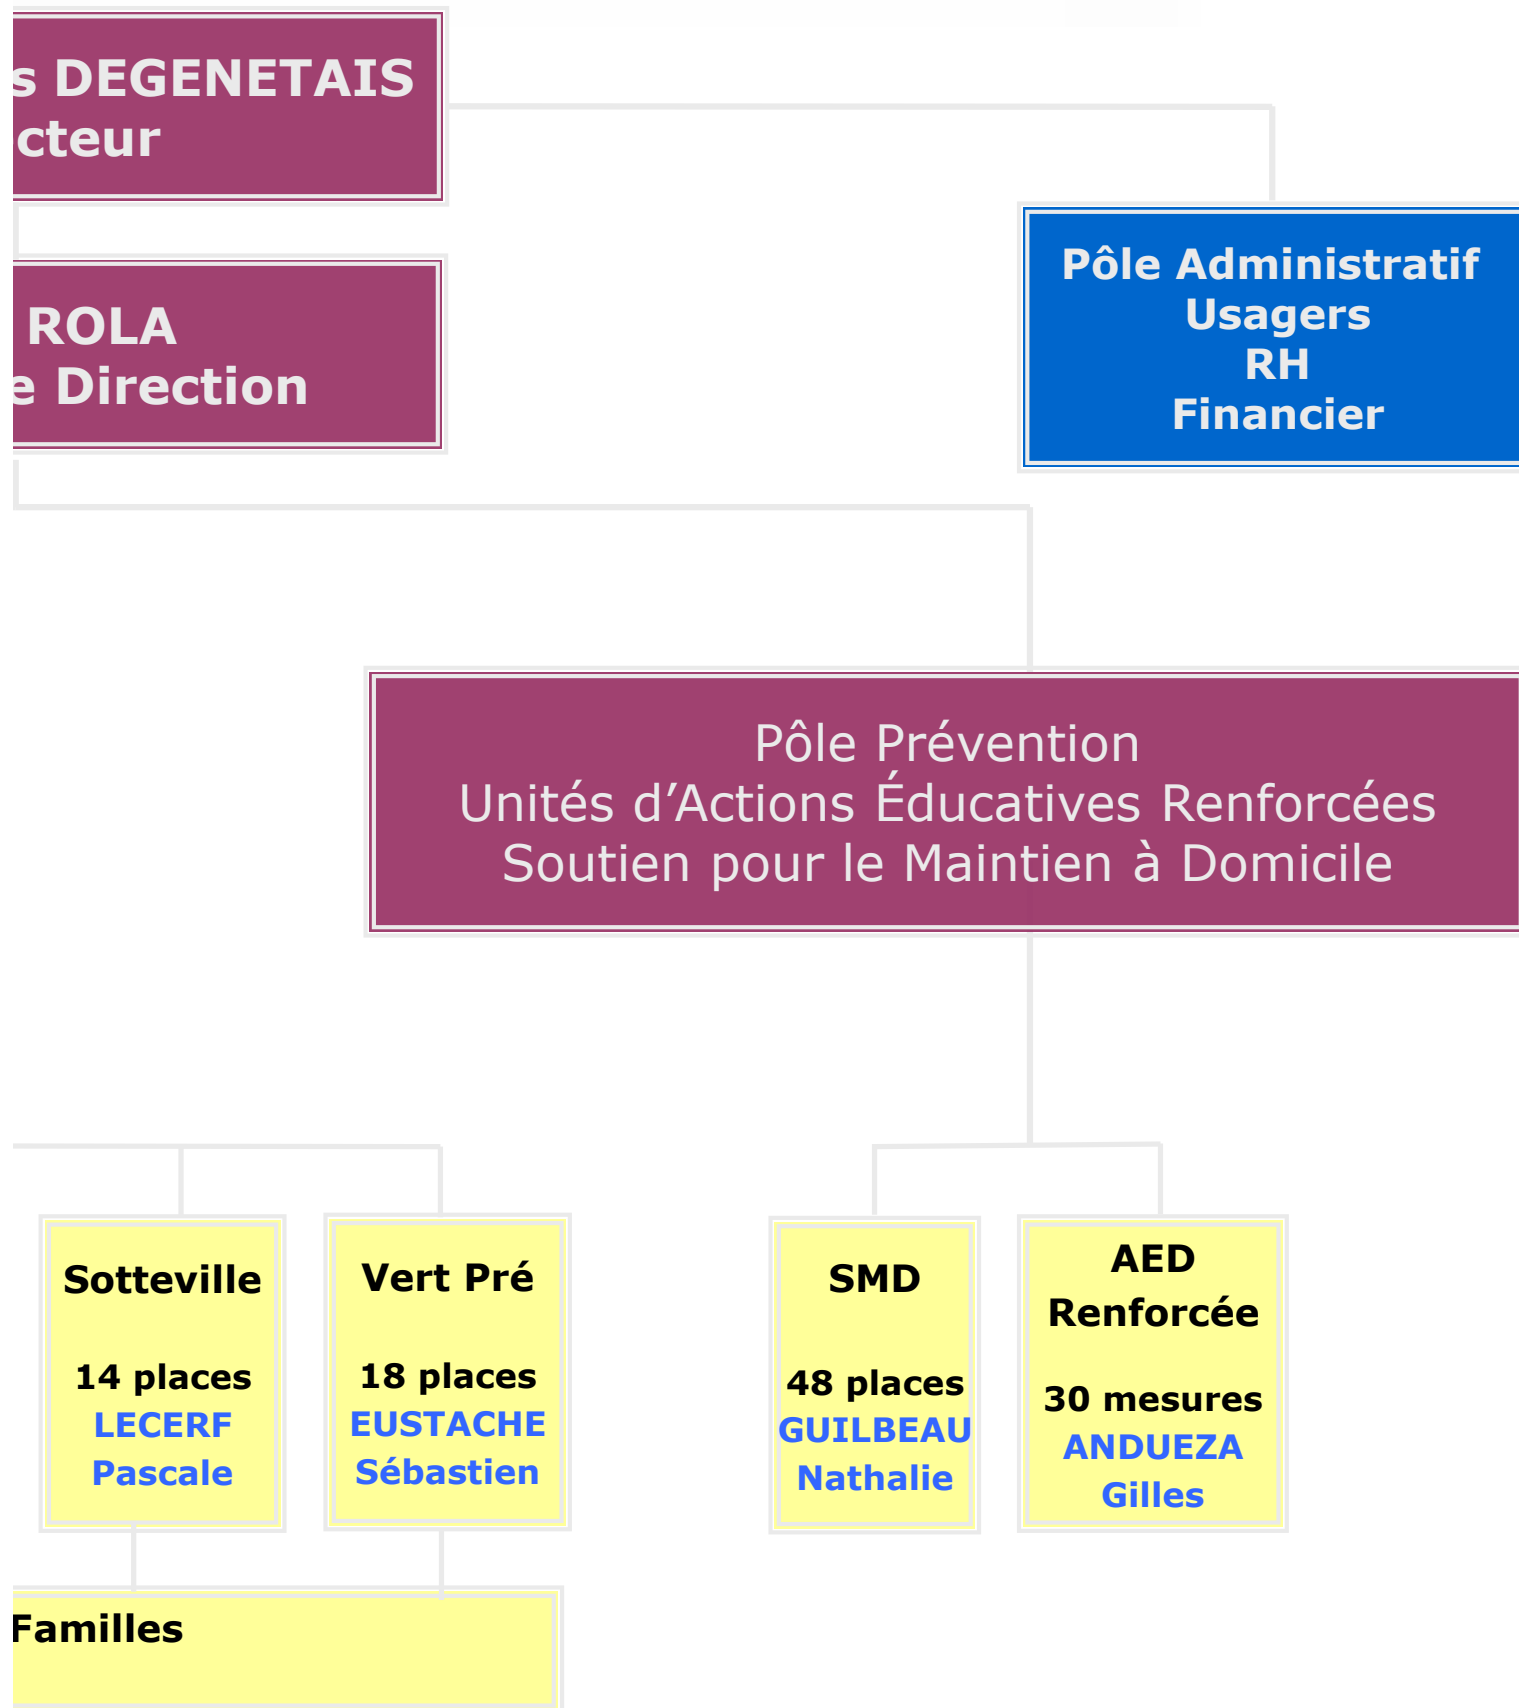 s DEGENETAIS
cteur
ROLA
e Direction
Pôle Administratif
Usagers
RH
Financier
Pôle Prévention
Unités d’Actions Éducatives Renforcées
Soutien pour le Maintien à Domicile
Sotteville
14 places
LECERF
Pascale
Vert Pré
18 places
EUSTACHE
Sébastien
SMD
48 places
GUILBEAU
Nathalie
AED
Renforcée
30 mesures
ANDUEZA
Gilles
Familles